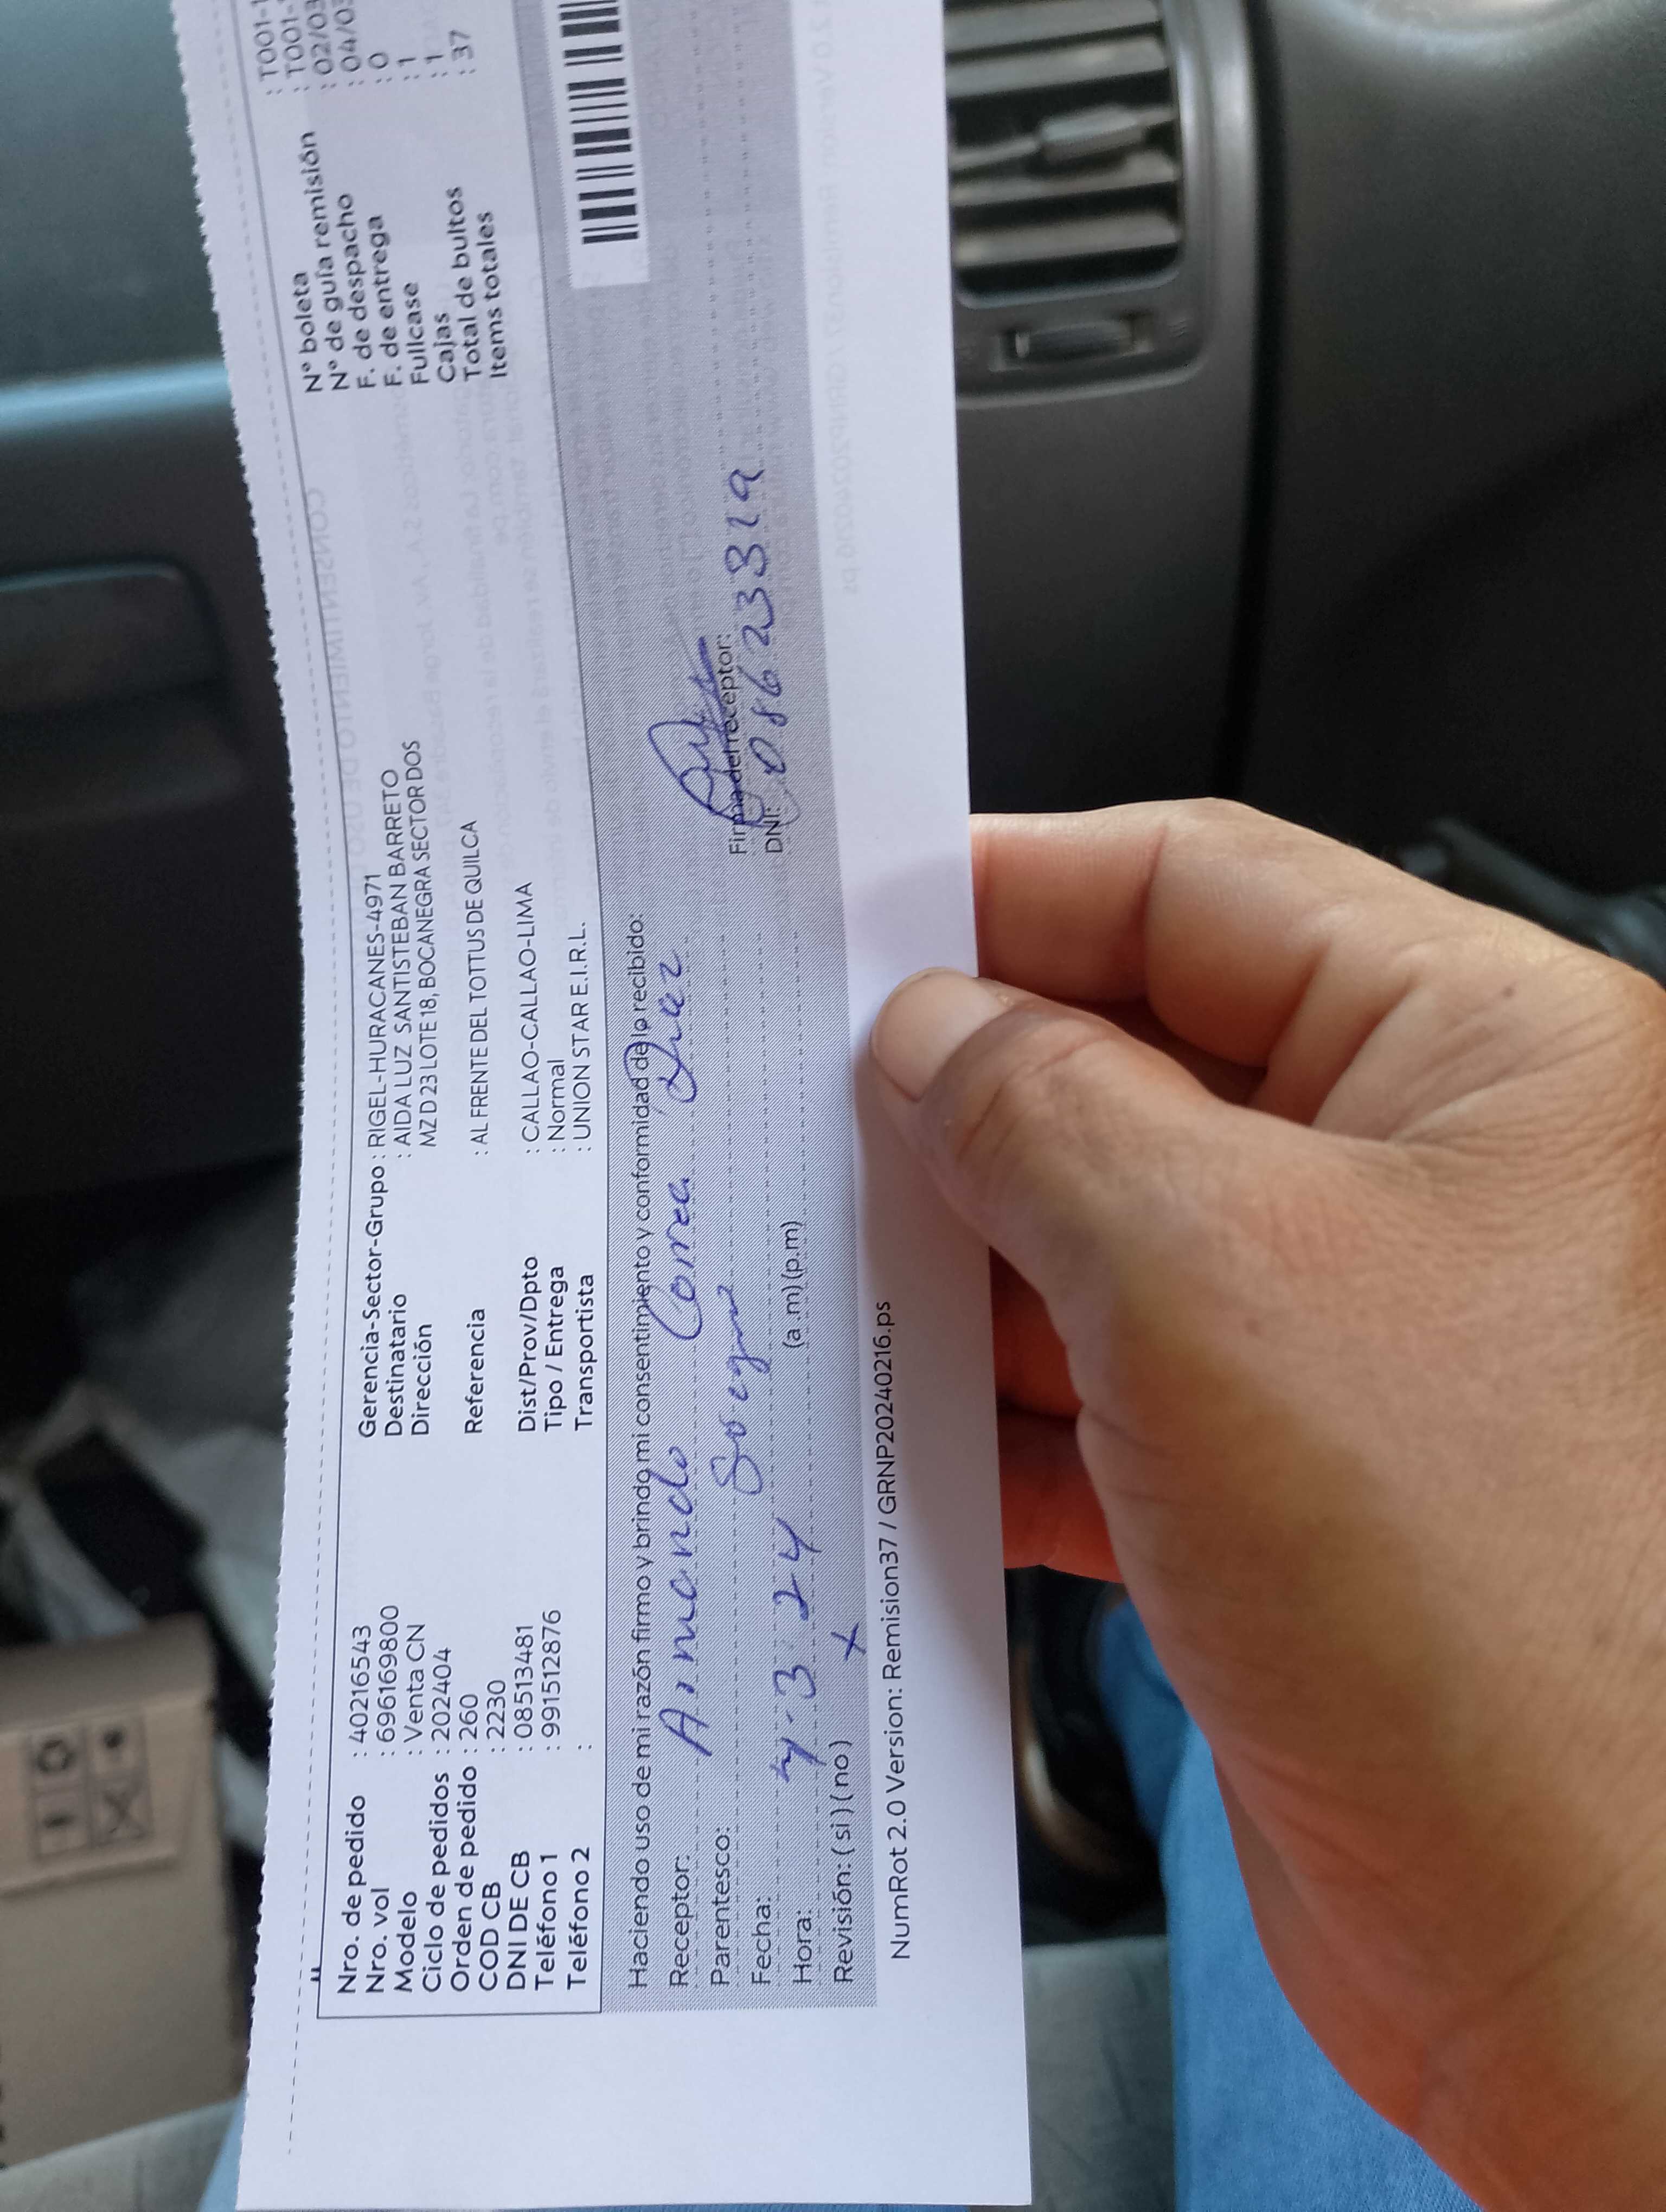 Nro. de pedido : 40216543
Nro. vol : 696169800
Modelo : Venta CN
Ciclo de pedidos : 202404
Orden de pedido : 260
COD CB : 2230
DNI DE CB : 08513481
Teléfono 1 : 991512876
Teléfono 2 :
Gerencia-Sector-Grupo : RIGEL-HURACANES-4971
Destinatario : AIDA LUZ SANTISTEBAN BARRETO
Dirección MZ D 23 LOTE 18, BOCANEGRA SECTOR DOS
Referencia : AL FRENTE DEL TOTTUS DE QUILCA
Dist/Prov/Dpto : CALLAO-CALLAO-LIMA
Tipo / Entrega : Normal
Transportista : UNION STAR E.I.R.L.
Nº boleta : T001-1
Nº de guía remisión : T001-
F. de despacho : 02/03
F. de entrega : 04/03
Fullcase : 0
Cajas : 1
Total de bultos : 1
Items totales : 37
Haciendo uso de mi razón firmo y brindo mi consentimiento y conformidad de lo recibido:
Receptor: Armando Correa Diaz
Parentesco:
Fecha: 4-3 24
Hora: (a.m) (p.m)
Revisión: ( si ) ( no ) x
Firma del receptor:
DNI: 08623319
NumRot 2.0 Version: Remision37 / GRNP20240216.ps